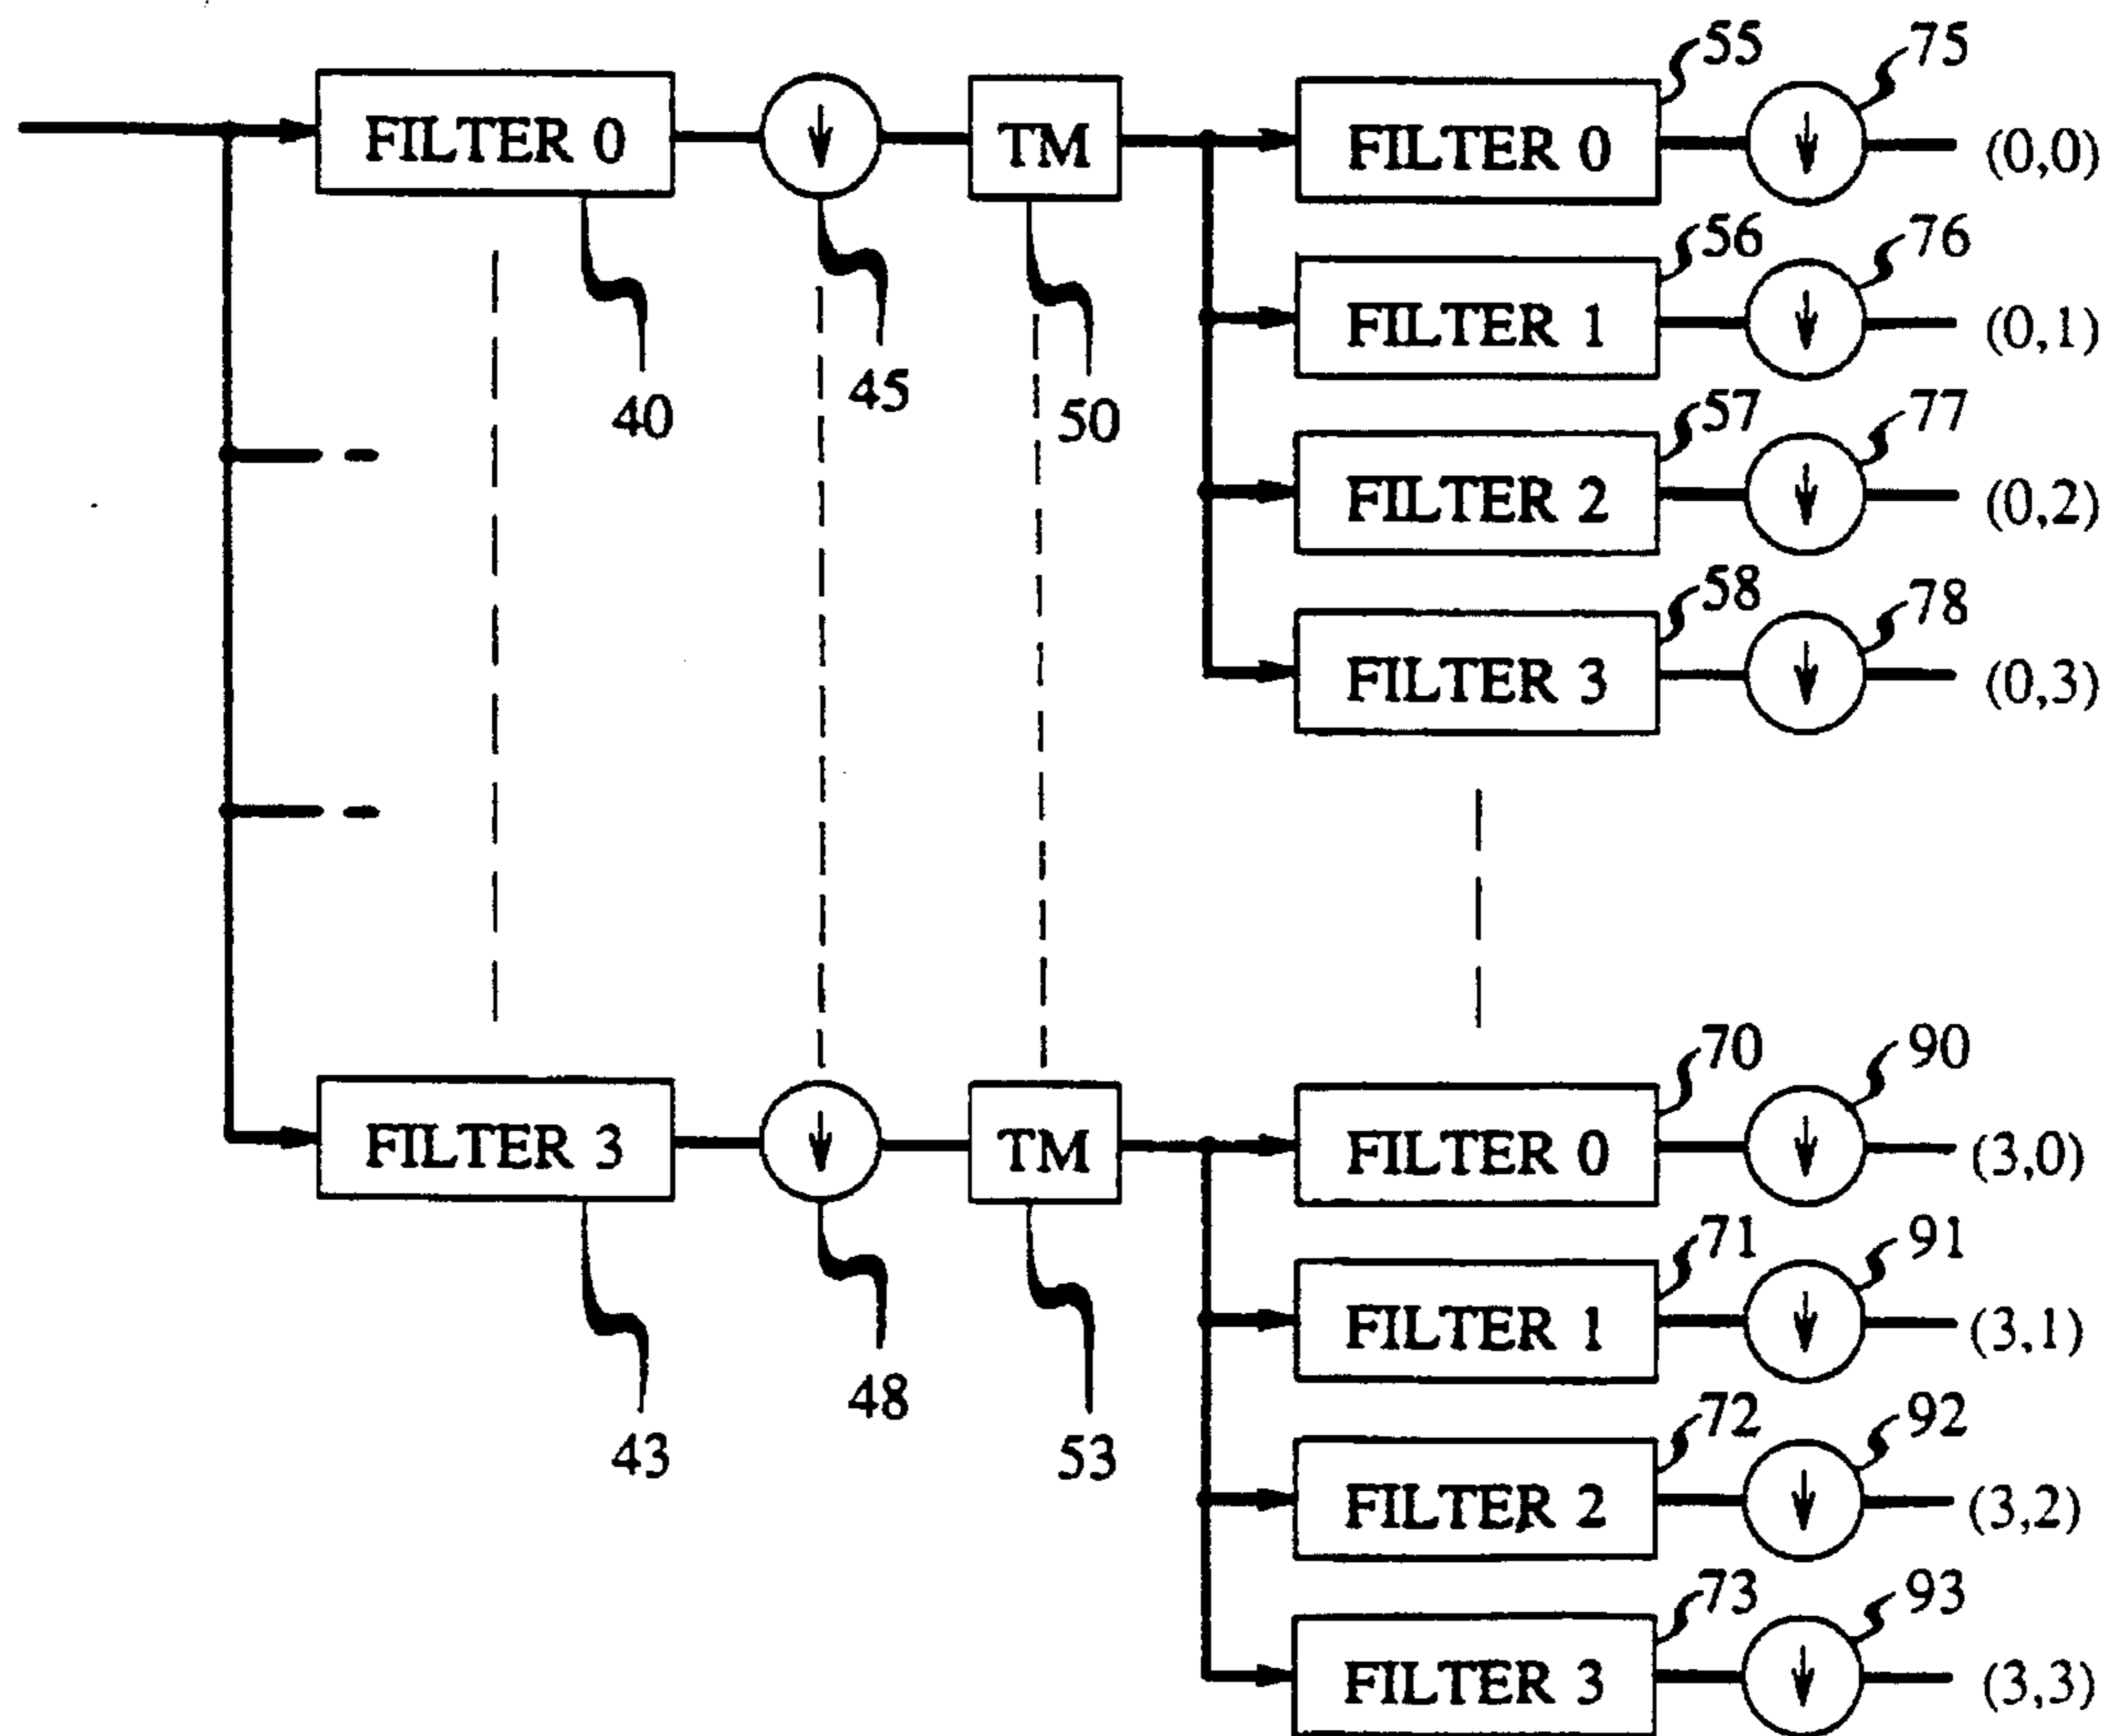 55 75
FILTER 0 TM FILTER 0 (0,0)
56 76
FILTER 1 (0,1)
40 45 50
57 77
FILTER 2 (0,2)
58 78
FILTER 3 (0,3)
70 90
FILTER 3 TM FILTER 0 (3,0)
71 91
FILTER 1 (3,1)
43 48 53
72 92
FILTER 2 (3,2)
73 93
FILTER 3 (3,3)